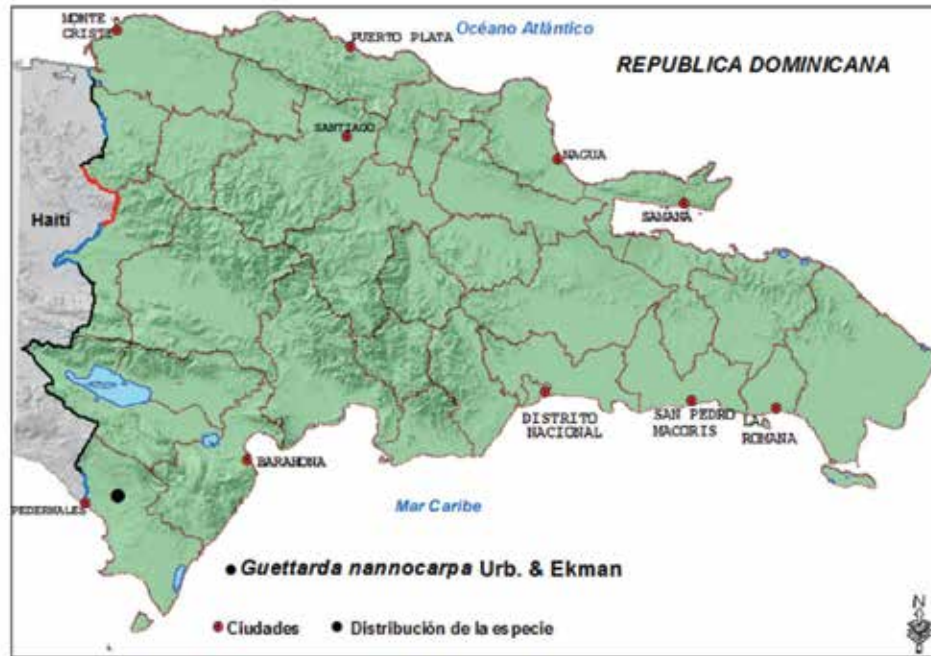 MONTE
CRISTI
Océano Atlántico
PUERTO PLATA
REPUBLICA DOMINICANA
SANTIAGO
NAGUA
SAMANA
Haití
DISTRITO
NACIONAL
SAN PEDRO
MACORIS
LA
ROMANA
BARAHONA
PEDERNALES
Mar Caribe
Guettarda nannocarpa Urb. & Ekman
Ciudades
Distribución de la especie
N